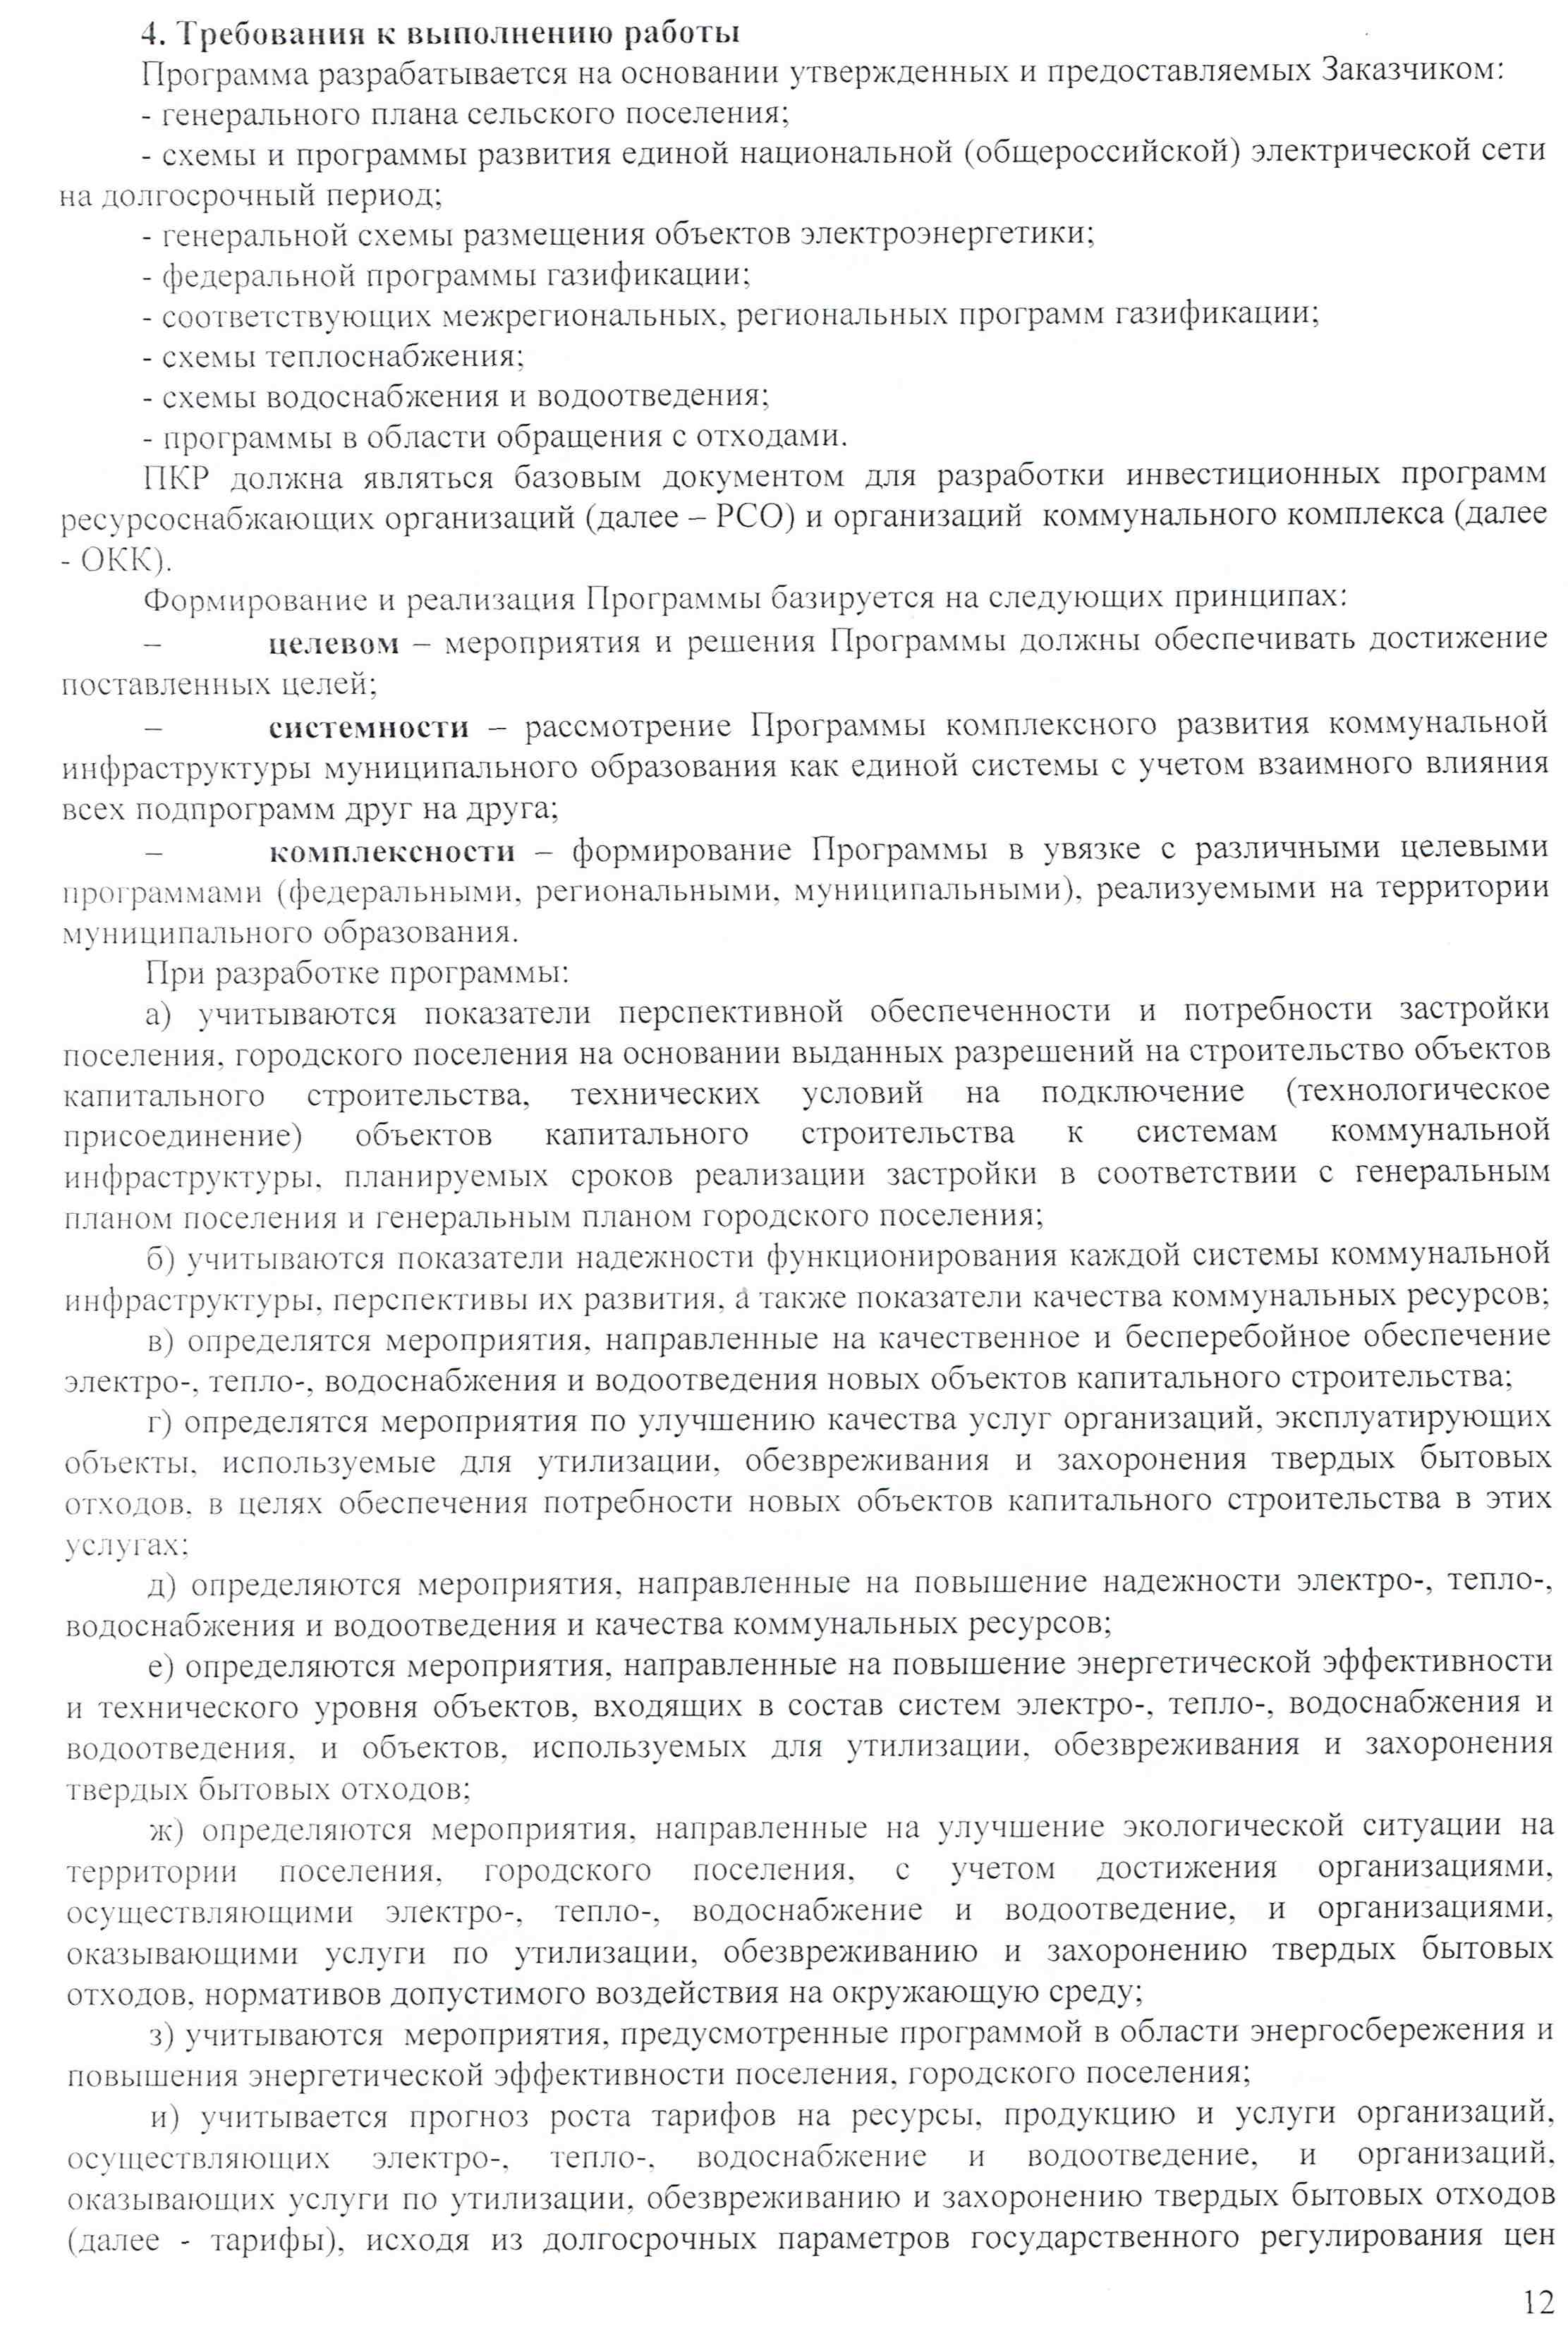 4. Требования к выполнению работы
Программа разрабатывается на основании утвержденных и предоставляемых Заказчиком:
- генерального плана сельского поселения;
- схемы и программы развития единой национальной (общероссийской) электрической сети
на долгосрочный период;
- генеральной схемы размещения объектов электроэнергетики;
- федеральной программы газификации;
- соответствующих межрегиональных, региональных программ газификации;
- схемы теплоснабжения;
- схемы водоснабжения и водоотведения;
- программы в области обращения с отходами.
ПКР должна являться базовым документом для разработки инвестиционных программ
ресурсоснабжающих организаций (далее – РСО) и организаций коммунального комплекса (далее
- ОКК).
Формирование и реализация Программы базируется на следующих принципах:
– целевом – мероприятия и решения Программы должны обеспечивать достижение
поставленных целей;
– системности – рассмотрение Программы комплексного развития коммунальной
инфраструктуры муниципального образования как единой системы с учетом взаимного влияния
всех подпрограмм друг на друга;
– комплексности – формирование Программы в увязке с различными целевыми
программами (федеральными, региональными, муниципальными), реализуемыми на территории
муниципального образования.
При разработке программы:
а) учитываются показатели перспективной обеспеченности и потребности застройки
поселения, городского поселения на основании выданных разрешений на строительство объектов
капитального строительства, технических условий на подключение (технологическое
присоединение) объектов капитального строительства к системам коммунальной
инфраструктуры, планируемых сроков реализации застройки в соответствии с генеральным
планом поселения и генеральным планом городского поселения;
б) учитываются показатели надежности функционирования каждой системы коммунальной
инфраструктуры, перспективы их развития, а также показатели качества коммунальных ресурсов;
в) определятся мероприятия, направленные на качественное и бесперебойное обеспечение
электро-, тепло-, водоснабжения и водоотведения новых объектов капитального строительства;
г) определятся мероприятия по улучшению качества услуг организаций, эксплуатирующих
объекты, используемые для утилизации, обезвреживания и захоронения твердых бытовых
отходов, в целях обеспечения потребности новых объектов капитального строительства в этих
услугах;
д) определяются мероприятия, направленные на повышение надежности электро-, тепло-,
водоснабжения и водоотведения и качества коммунальных ресурсов;
е) определяются мероприятия, направленные на повышение энергетической эффективности
и технического уровня объектов, входящих в состав систем электро-, тепло-, водоснабжения и
водоотведения, и объектов, используемых для утилизации, обезвреживания и захоронения
твердых бытовых отходов;
ж) определяются мероприятия, направленные на улучшение экологической ситуации на
территории поселения, городского поселения, с учетом достижения организациями,
осуществляющими электро-, тепло-, водоснабжение и водоотведение, и организациями,
оказывающими услуги по утилизации, обезвреживанию и захоронению твердых бытовых
отходов, нормативов допустимого воздействия на окружающую среду;
з) учитываются мероприятия, предусмотренные программой в области энергосбережения и
повышения энергетической эффективности поселения, городского поселения;
и) учитывается прогноз роста тарифов на ресурсы, продукцию и услуги организаций,
осуществляющих электро-, тепло-, водоснабжение и водоотведение, и организаций,
оказывающих услуги по утилизации, обезвреживанию и захоронению твердых бытовых отходов
(далее - тарифы), исходя из долгосрочных параметров государственного регулирования цен
12